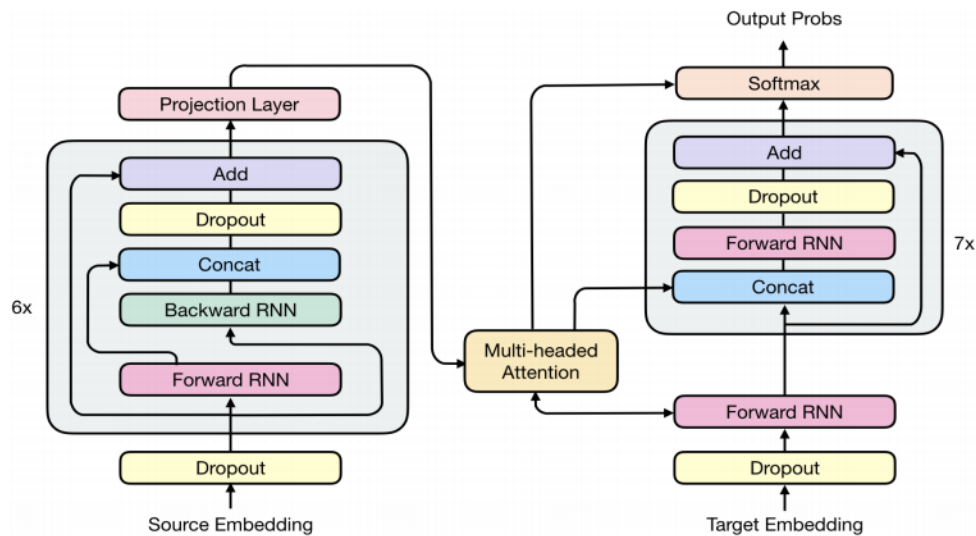 Projection Layer
Add
Dropout
Concat
Backward RNN
Forward RNN
6x
Dropout
Source Embedding
Multi-headed
Attention
Output Probs
Softmax
Add
Dropout
Forward RNN
Concat
7x
Forward RNN
Dropout
Target Embedding